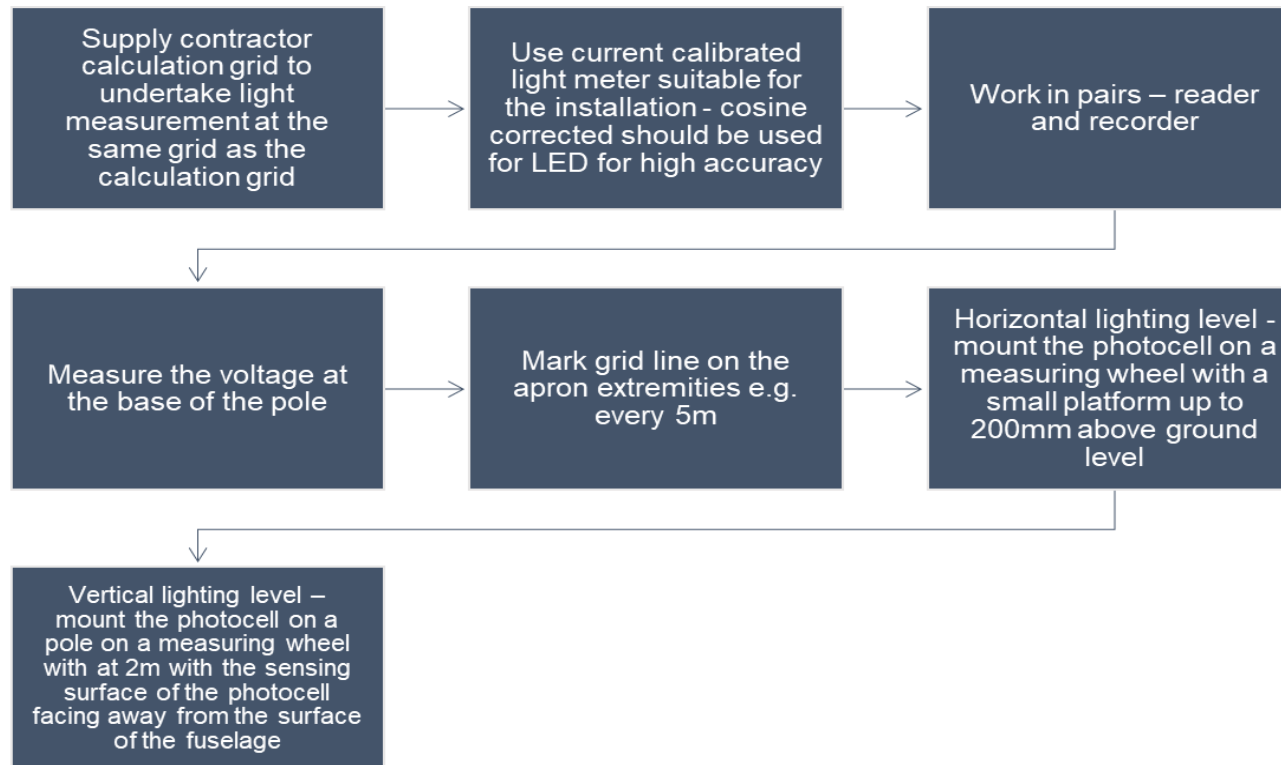 Supply contractor
calculation grid to
undertake light
measurement at the
same grid as the
calculation grid
Use current calibrated
light meter suitable for
the installation - cosine
corrected should be used
for LED for high accuracy
Work in pairs – reader
and recorder
Measure the voltage at
the base of the pole
Mark grid line on the
apron extremities e.g.
every 5m
Horizontal lighting level -
mount the photocell on a
measuring wheel with a
small platform up to
200mm above ground
level
Vertical lighting level –
mount the photocell on a
pole on a measuring wheel
with at 2m with the sensing
surface of the photocell
facing away from the surface
of the fuselage